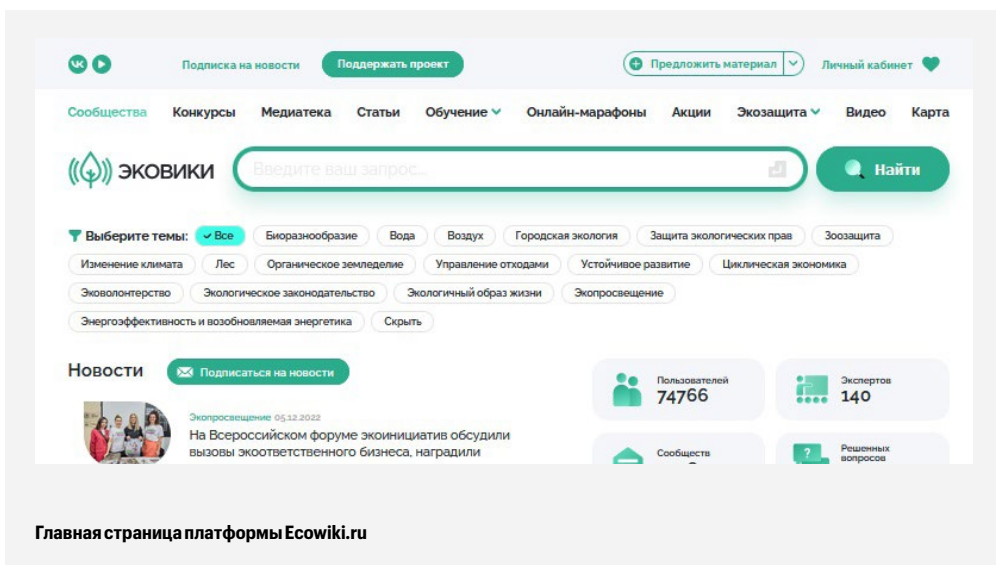 Подписка на новости Поддержать проект Предложить материал Личный кабинет
Сообщества Конкурсы Медиатека Статьи Обучение Онлайн-марафоны Акции Экозащита Видео Карта
ЭКОВИКИ Введите ваш запрос... Найти
Выберите темы: Все Биоразнообразие Вода Воздух Городская экология Защита экологических прав Зоозащита
Изменение климата Лес Органическое земледелие Управление отходами Устойчивое развитие Циклическая экономика
Эковолонтерство Экологическое законодательство Экологичный образ жизни Экопросвещение
Энергоэффективность и возобновляемая энергетика Скрыть
Новости Подписаться на новости
Пользователей
74766
Экспертов
140
Экопросвещение 05.12.2022
На Всероссийском форуме экоинициатив обсудили
вызовы экоответственного бизнеса, наградили
Сообществ
Решенных
вопросов
Главная страница платформы Ecowiki.ru